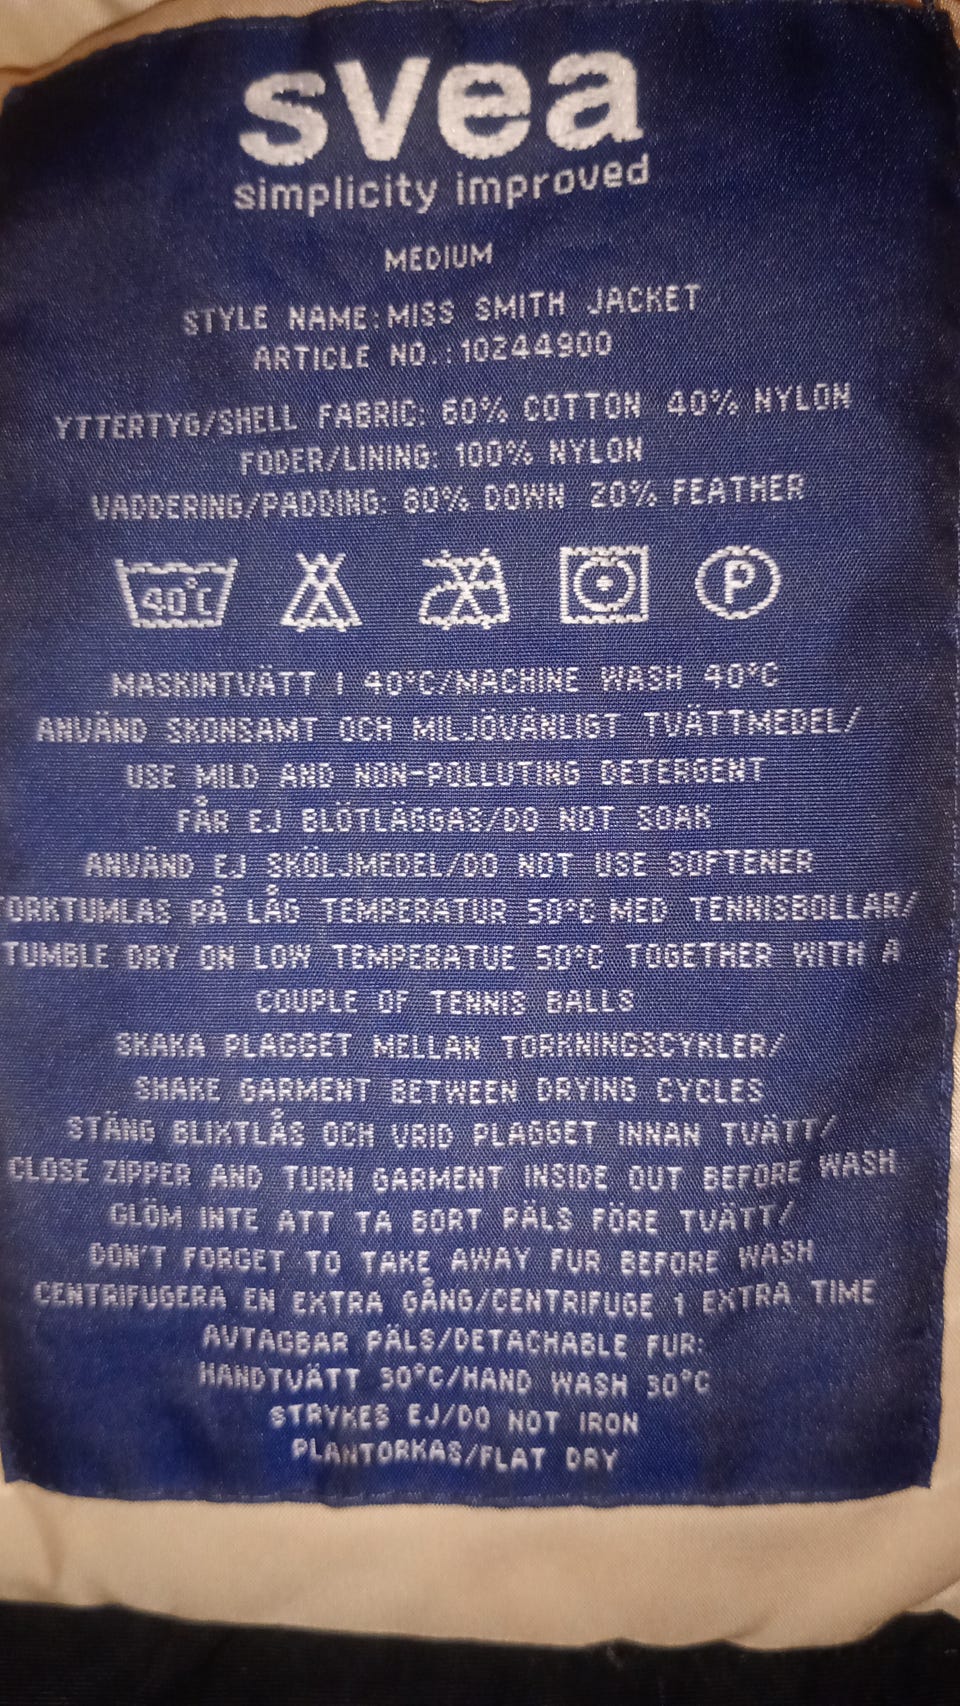 svea
simplicity improved
MEDIUM
STYLE NAME:MISS SMITH JACKET
ARTICLE NO.:10244900
YTTERTYG/SHELL FABRIC: 60% COTTON 40% NYLON
FODER/LINING: 100% NYLON
VADDERING/PADDING: 80% DOWN 20% FEATHER
40°C P
MASKINTVÄTT I 40°C/MACHINE WASH 40°C
ANVÄND SKONSAMT OCH MILJÖVÄNLIGT TVÄTTMEDEL/
USE MILD AND NON-POLLUTING DETERGENT
FÅR EJ BLÖTLÄGGAS/DO NOT SOAK
ANVÄND EJ SKÖLJMEDEL/DO NOT USE SOFTENER
TORKTUMLAS PÅ LÅG TEMPERATUR 50°C MED TENNISBOLLAR/
TUMBLE DRY ON LOW TEMPERATUE 50°C TOGETHER WITH A
COUPLE OF TENNIS BALLS
SKAKA PLAGGET MELLAN TORKNINGSCYKLER/
SHAKE GARMENT BETWEEN DRYING CYCLES
STÄNG BLIXTLÅS OCH VRID PLAGGET INNAN TVÄTT/
CLOSE ZIPPER AND TURN GARMENT INSIDE OUT BEFORE WASH
GLÖM INTE ATT TA BORT PÄLS FÖRE TVÄTT/
DON'T FORGET TO TAKE AWAY FUR BEFORE WASH
CENTRIFUGERA EN EXTRA GÅNG/CENTRIFUGE 1 EXTRA TIME
AVTAGBAR PÄLS/DETACHABLE FUR:
HANDTVÄTT 30°C/HAND WASH 30°C
STRYKES EJ/DO NOT IRON
PLANTORKAS/FLAT DRY